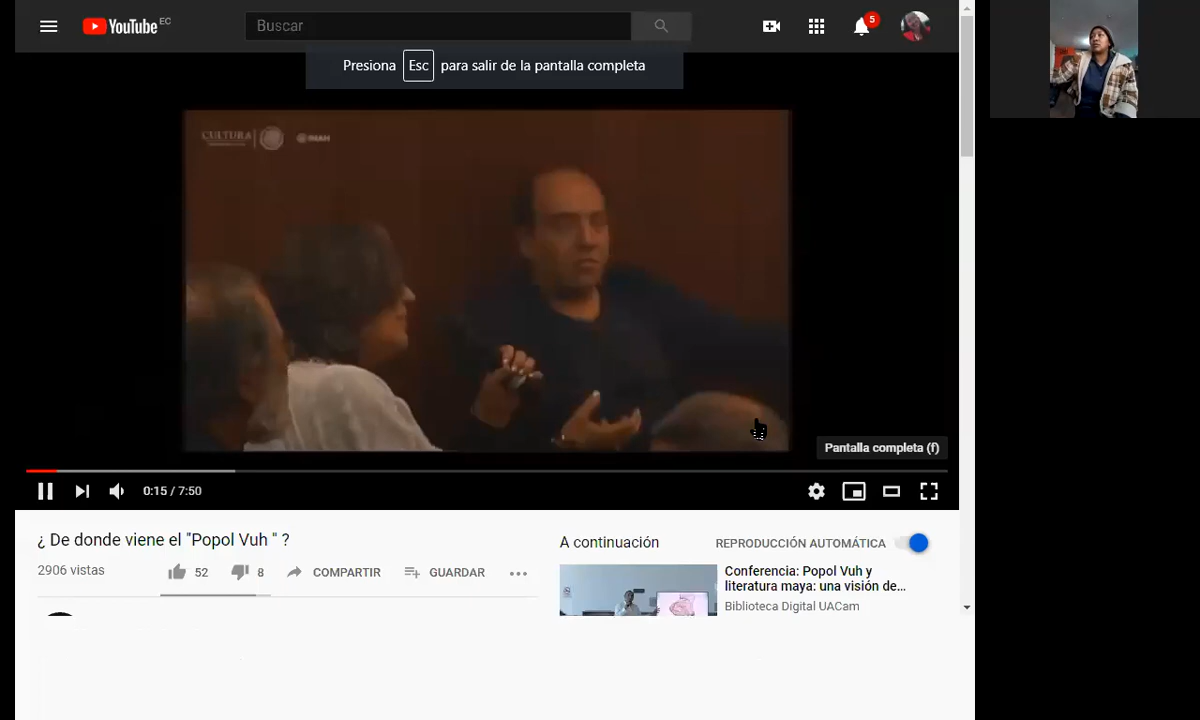 YouTube EC
Buscar
5
Presiona Esc para salir de la pantalla completa
CULTURA
INAH
Pantalla completa (f)
0:15 / 7:50
¿ De donde viene el "Popol Vuh " ?
2906 vistas
52
8
COMPARTIR
GUARDAR
A continuación
REPRODUCCIÓN AUTOMÁTICA
Conferencia: Popol Vuh y
literatura maya: una visión de...
Biblioteca Digital UACam